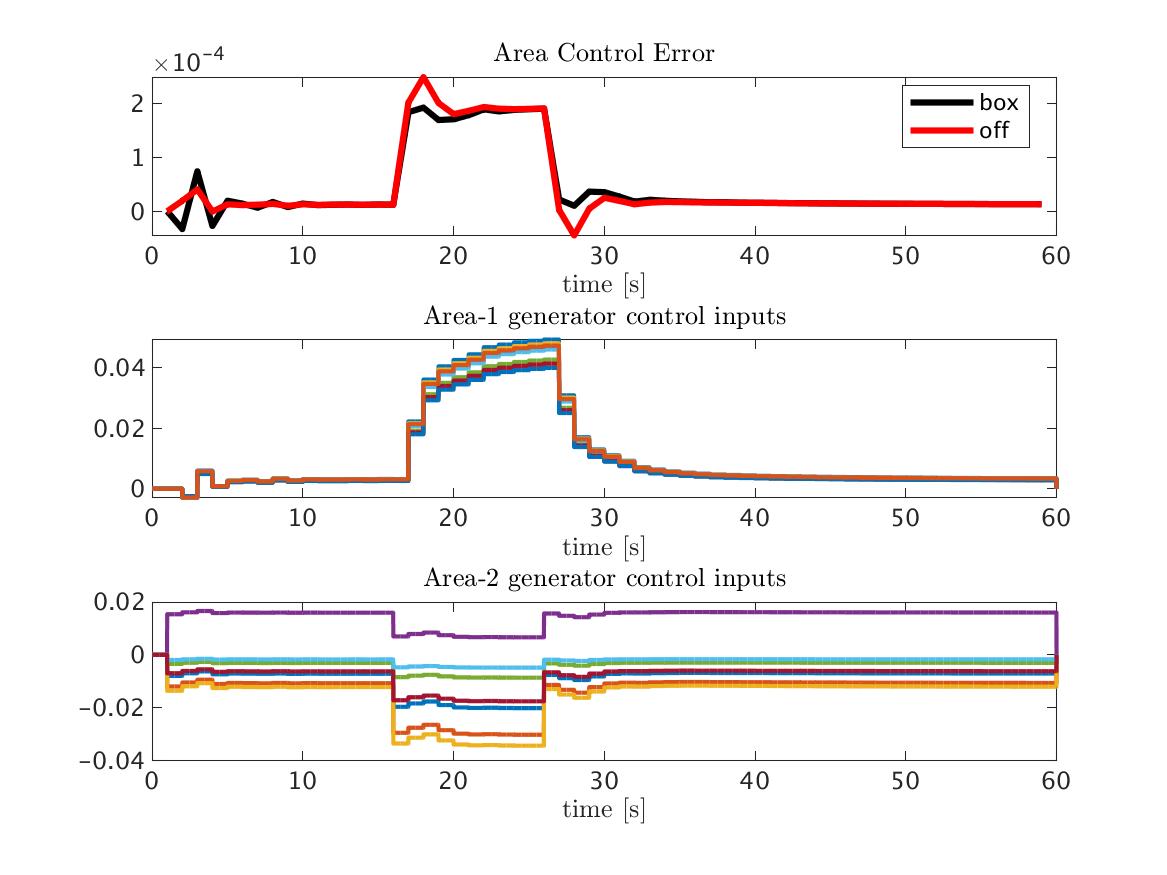 Area Control Error
×10⁻⁴
2
1
0
box
off
0 10 20 30 40 50 60
time [s]
Area-1 generator control inputs
0.04
0.02
0
0 10 20 30 40 50 60
time [s]
Area-2 generator control inputs
0.02
0
-0.02
-0.04
0 10 20 30 40 50 60
time [s]